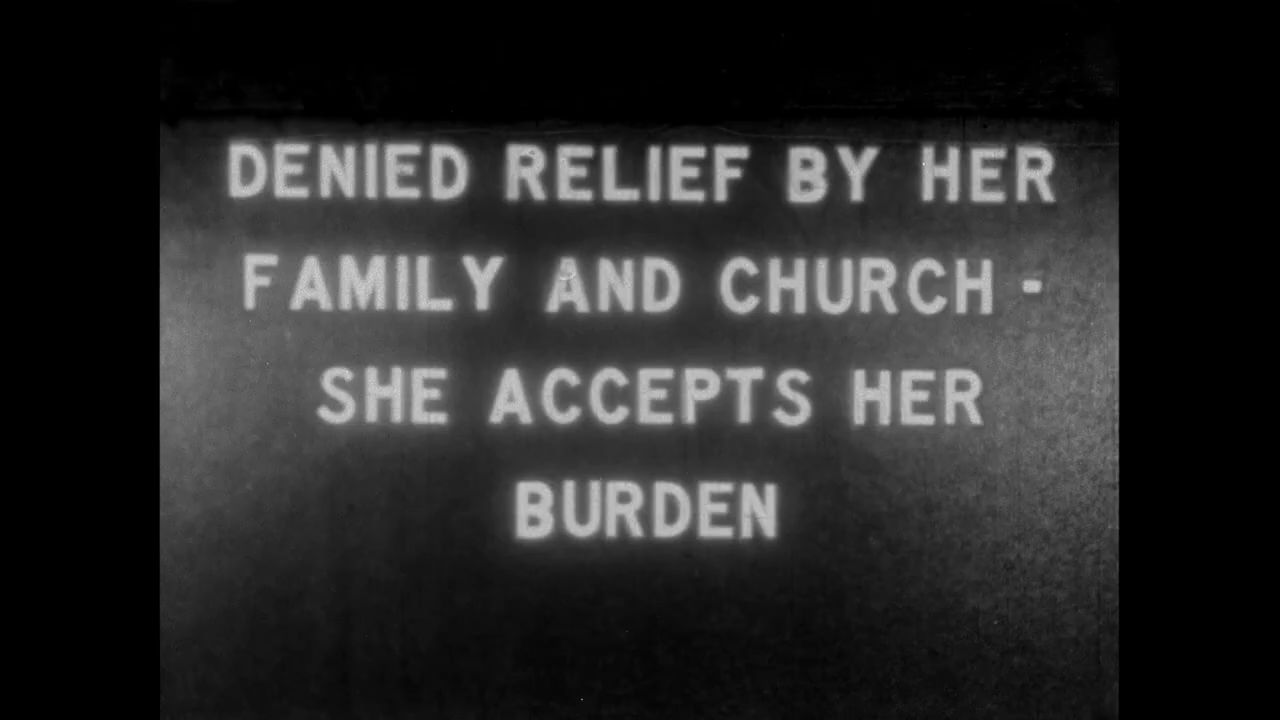 DENIED RELIEF BY HER
FAMILY AND CHURCH -
SHE ACCEPTS HER
BURDEN